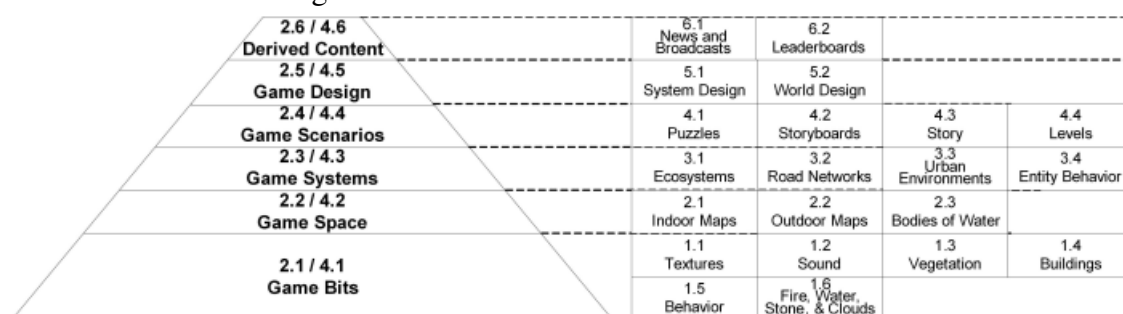 2.6 / 4.6
Derived Content
6.1
News and
Broadcasts
6.2
Leaderboards
2.5 / 4.5
Game Design
5.1
System Design
5.2
World Design
2.4 / 4.4
Game Scenarios
4.1
Puzzles
4.2
Storyboards
4.3
Story
4.4
Levels
2.3 / 4.3
Game Systems
3.1
Ecosystems
3.2
Road Networks
3.3
Urban
Environments
3.4
Entity Behavior
2.2 / 4.2
Game Space
2.1
Indoor Maps
2.2
Outdoor Maps
2.3
Bodies of Water
2.1 / 4.1
Game Bits
1.1
Textures
1.2
Sound
1.3
Vegetation
1.4
Buildings
1.5
Behavior
1.6
Fire, Water,
Stone, & Clouds